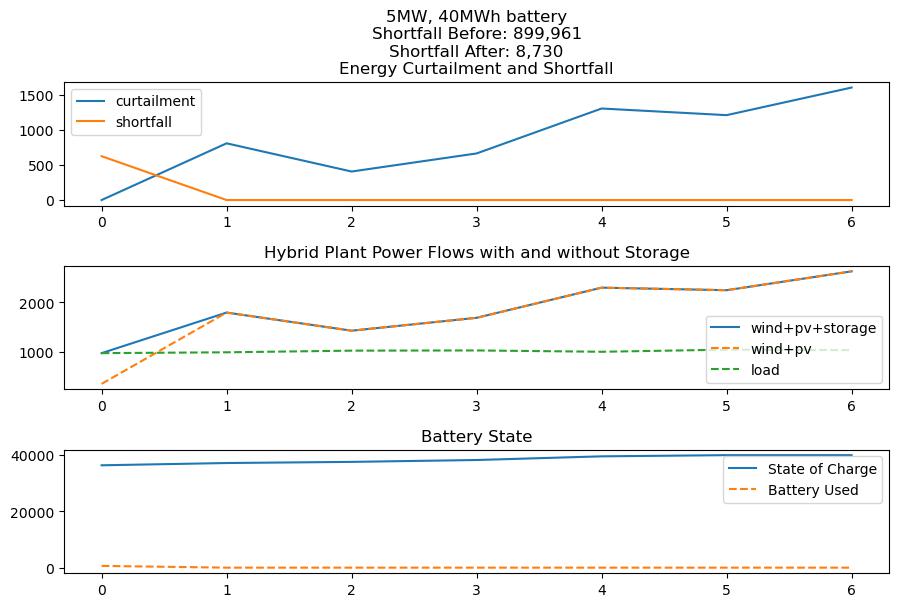 5MW, 40MWh battery
Shortfall Before: 899,961
Shortfall After: 8,730
Energy Curtailment and Shortfall
1500
1000
500
0
curtailment
shortfall
0 1 2 3 4 5 6
Hybrid Plant Power Flows with and without Storage
2000
1000
wind+pv+storage
wind+pv
load
0 1 2 3 4 5 6
Battery State
40000
20000
0
State of Charge
Battery Used
0 1 2 3 4 5 6